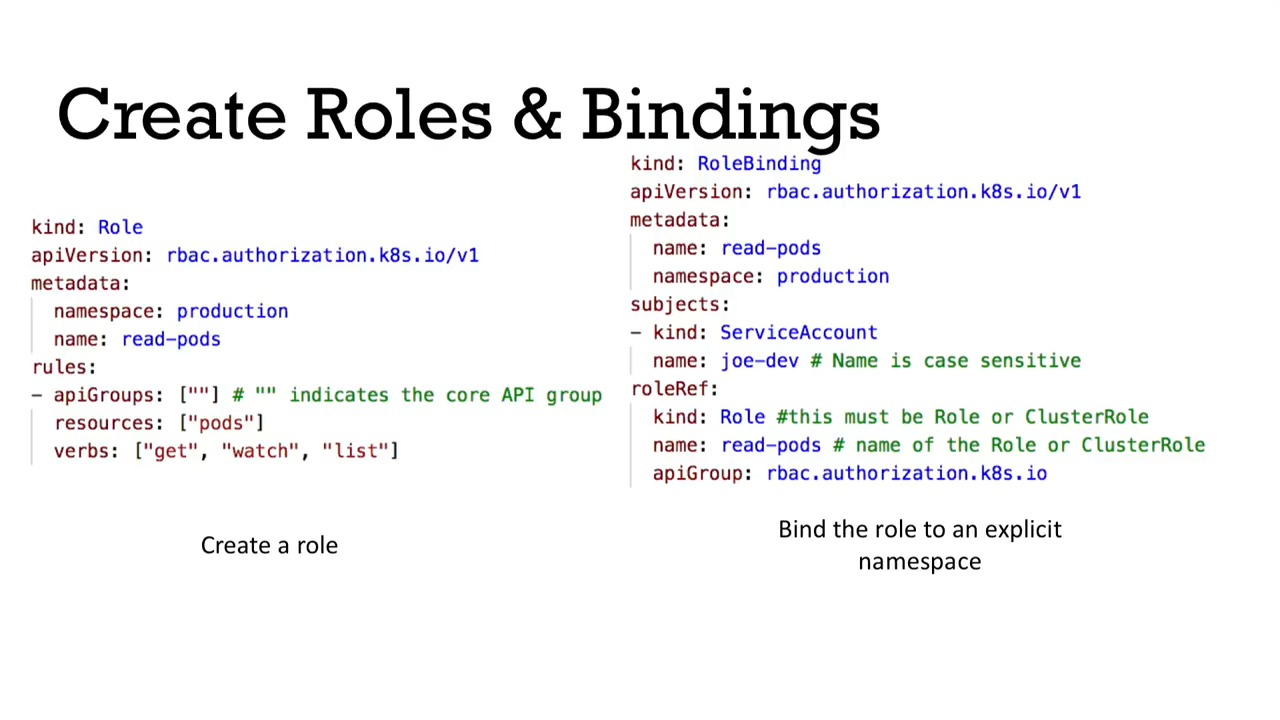 Create Roles & Bindings
kind: Role
apiVersion: rbac.authorization.k8s.io/v1
metadata:
  namespace: production
  name: read-pods
rules:
- apiGroups: [""] # "" indicates the core API group
  resources: ["pods"]
  verbs: ["get", "watch", "list"]
Create a role
kind: RoleBinding
apiVersion: rbac.authorization.k8s.io/v1
metadata:
  name: read-pods
  namespace: production
subjects:
- kind: ServiceAccount
  name: joe-dev # Name is case sensitive
roleRef:
  kind: Role #this must be Role or ClusterRole
  name: read-pods # name of the Role or ClusterRole
  apiGroup: rbac.authorization.k8s.io
Bind the role to an explicit
namespace